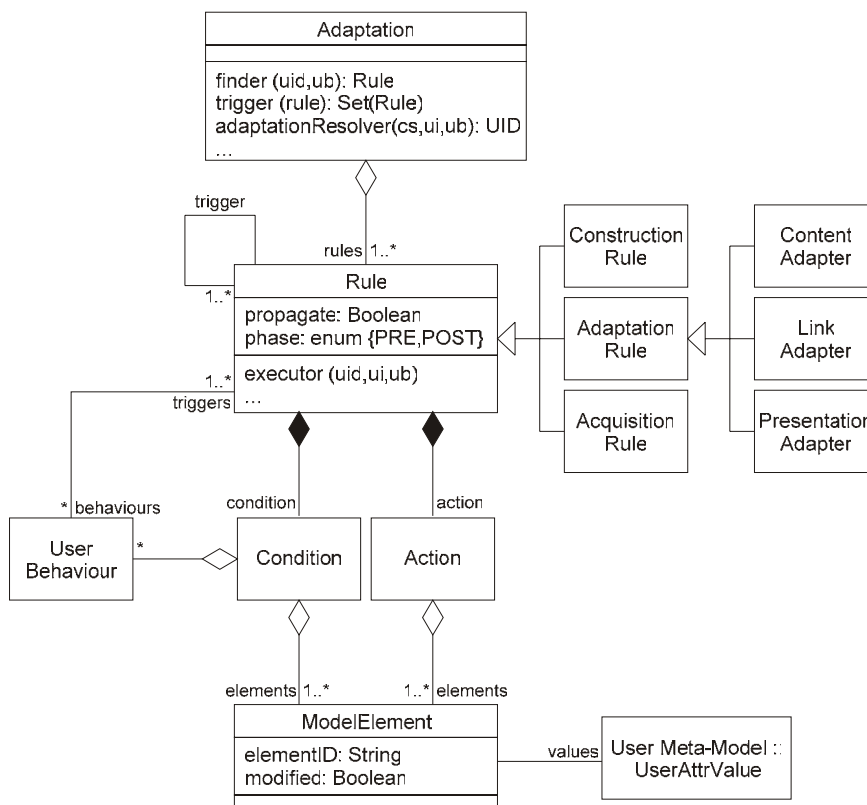 Adaptation
finder (uid,ub): Rule
trigger (rule): Set(Rule)
adaptationResolver(cs,ui,ub): UID
...
trigger
1..*
rules 1..*
Rule
propagate: Boolean
phase: enum {PRE,POST}
executor (uid,ui,ub)
...
Construction
Rule
Adaptation
Rule
Acquisition
Rule
Content
Adapter
Link
Adapter
Presentation
Adapter
1..*
triggers
* behaviours
condition
action
User
Behaviour
*
Condition
Action
elements 1..*
1..* elements
ModelElement
elementID: String
modified: Boolean
values
User Meta-Model ::
UserAttrValue